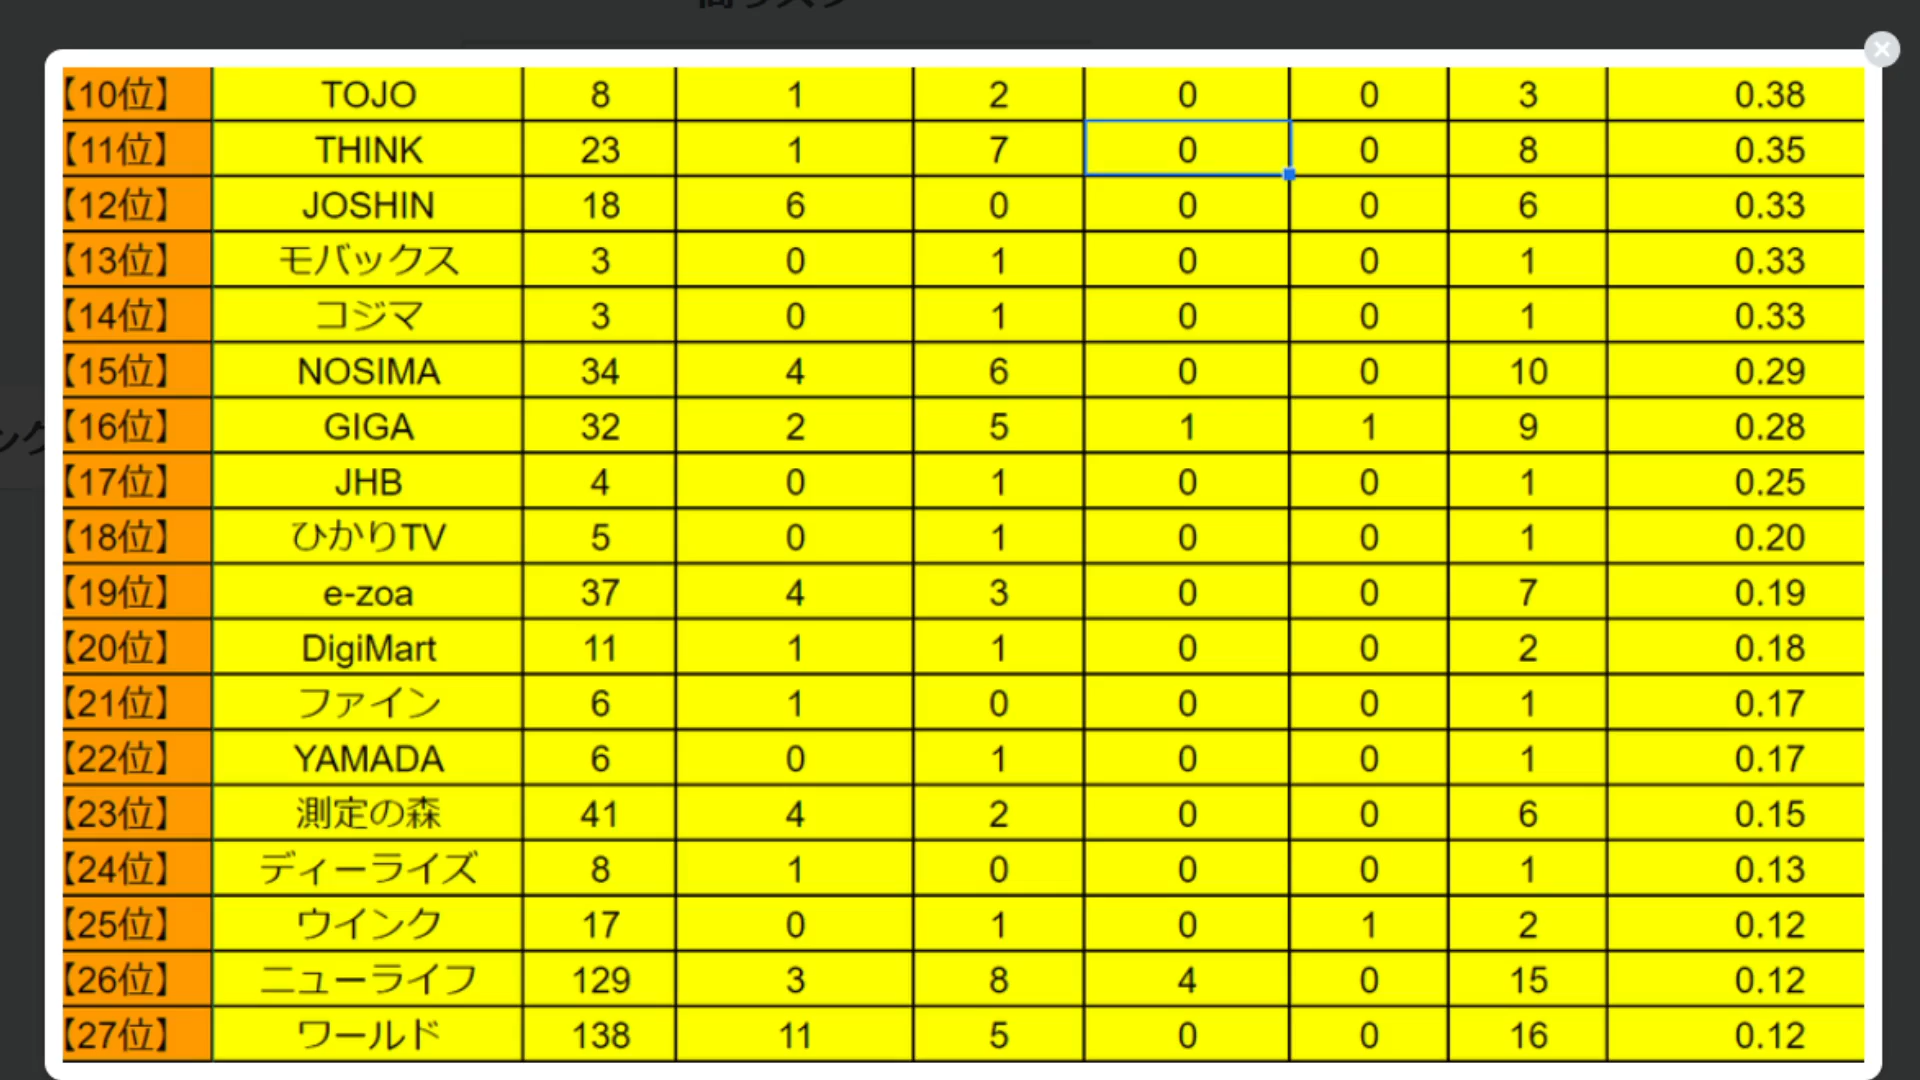 【10位】 TOJO 8 1 2 0 0 3 0.38
【11位】 THINK 23 1 7 0 0 8 0.35
【12位】 JOSHIN 18 6 0 0 0 6 0.33
【13位】 モバックス 3 0 1 0 0 1 0.33
【14位】 コジマ 3 0 1 0 0 1 0.33
【15位】 NOSIMA 34 4 6 0 0 10 0.29
【16位】 GIGA 32 2 5 1 1 9 0.28
【17位】 JHB 4 0 1 0 0 1 0.25
【18位】 ひかりTV 5 0 1 0 0 1 0.20
【19位】 e-zoa 37 4 3 0 0 7 0.19
【20位】 DigiMart 11 1 1 0 0 2 0.18
【21位】 ファイン 6 1 0 0 0 1 0.17
【22位】 YAMADA 6 0 1 0 0 1 0.17
【23位】 測定の森 41 4 2 0 0 6 0.15
【24位】 ディーライズ 8 1 0 0 0 1 0.13
【25位】 ウインク 17 0 1 0 1 2 0.12
【26位】 ニューライフ 129 3 8 4 0 15 0.12
【27位】 ワールド 138 11 5 0 0 16 0.12